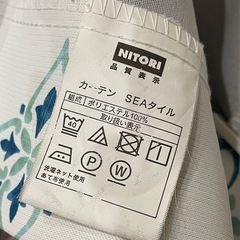 NITORI
品質表示
カーテン SEAタイル
組成 ポリエステル100%
取り扱い表示
40
P W
洗濯ネット使用
あて布使用